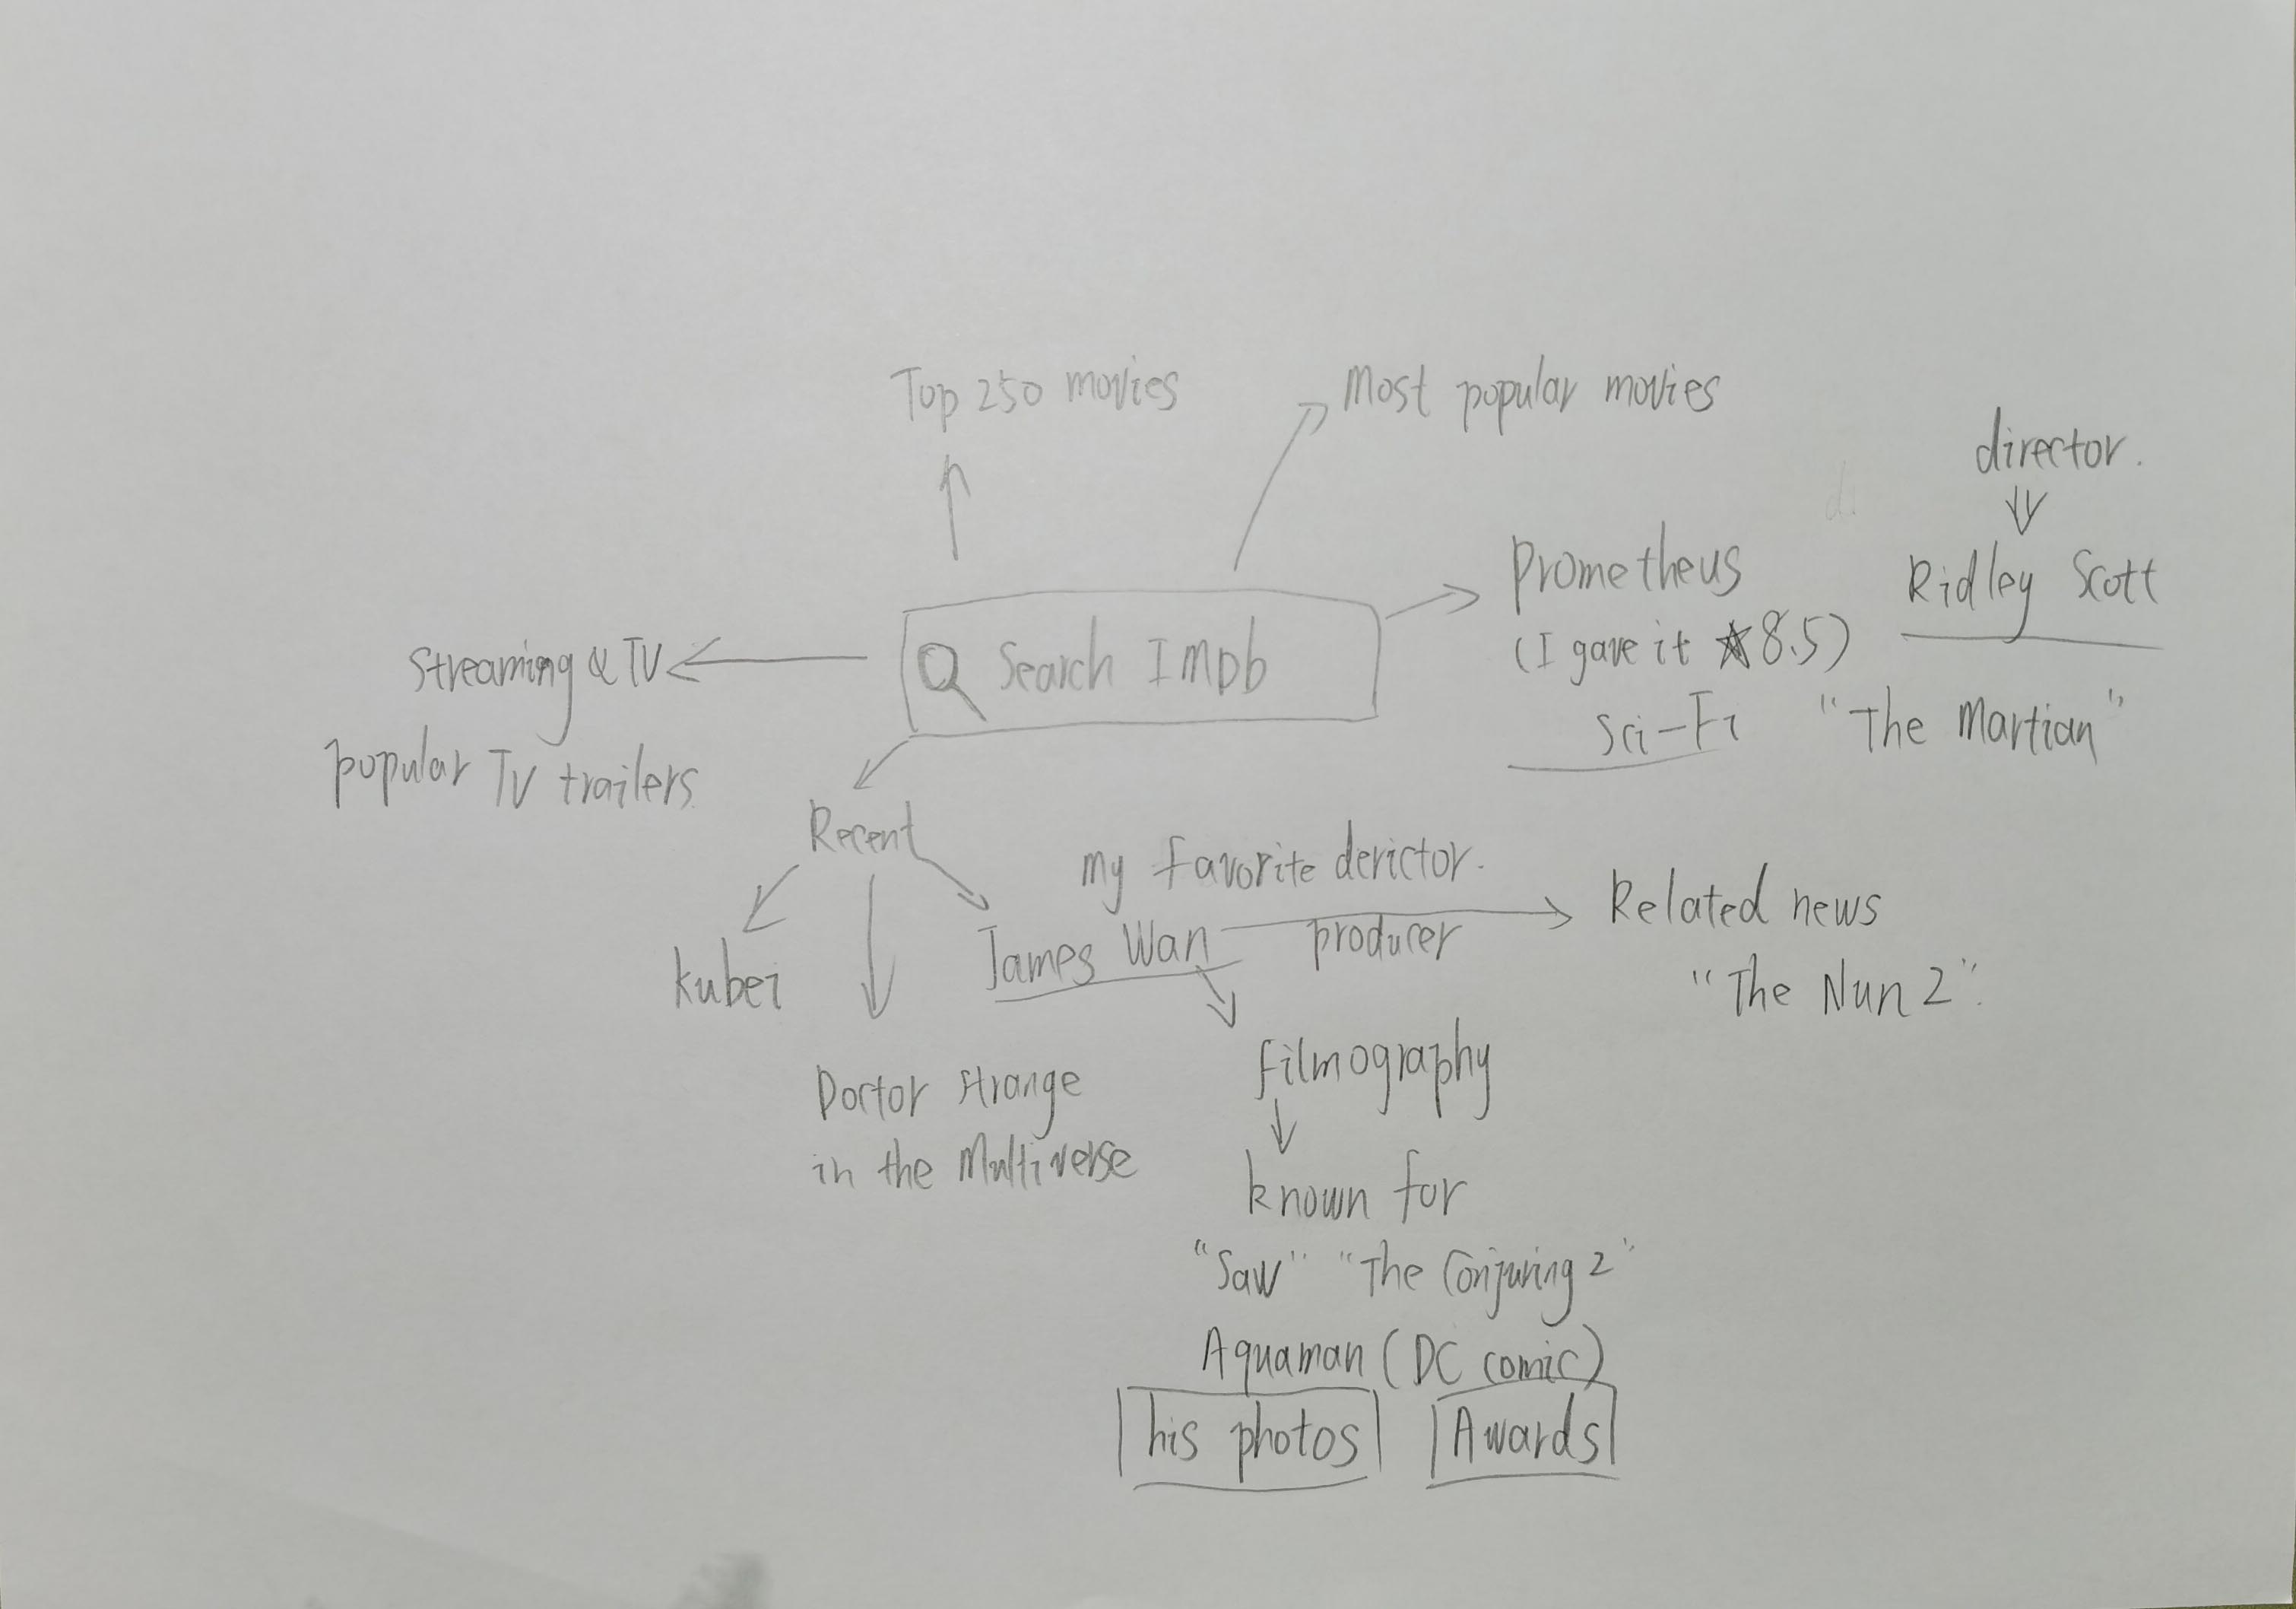 Top 250 movies
Most popular movies
director.
Prometheus
Ridley Scott
(I gave it ★8.5)
Search IMDb
Streaming & TV
Sci-Fi
"The Martian"
popular TV trailers
Recent
my favorite derictor.
Related news
James Wan
producer
kubei
"The Nun 2"
Filmography
Doctor strange
in the Multiverse
known for
"Saw" "The Conjuring 2"
Aquaman (DC comic)
his photos
Awards